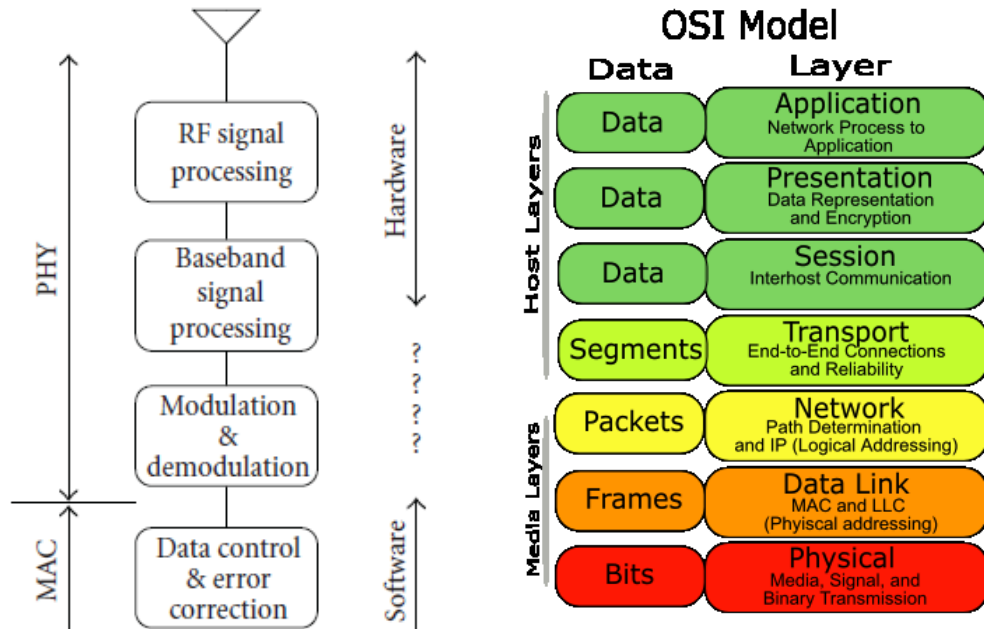 RF signal
processing
Baseband
signal
processing
Modulation
&
demodulation
Data control
& error
correction
PHY
MAC
Hardware
?
?
?
?
Software
OSI Model
Data
Layer
Host Layers
Data
Application
Network Process to
Application
Data
Presentation
Data Representation
and Encryption
Data
Session
Interhost Communication
Segments
Transport
End-to-End Connections
and Reliability
Media Layers
Packets
Network
Path Determination
and IP (Logical Addressing)
Frames
Data Link
MAC and LLC
(Phyiscal addressing)
Bits
Physical
Media, Signal, and
Binary Transmission